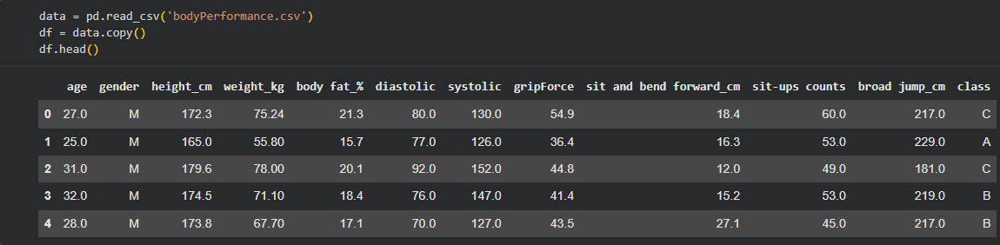 data = pd.read_csv('bodyPerformance.csv')
df = data.copy()
df.head()
age gender height_cm weight_kg body fat_% diastolic systolic gripForce sit and bend forward_cm sit-ups counts broad jump_cm class
0 27.0 M 172.3 75.24 21.3 80.0 130.0 54.9 18.4 60.0 217.0 C
1 25.0 M 165.0 55.80 15.7 77.0 126.0 36.4 16.3 53.0 229.0 A
2 31.0 M 179.6 78.00 20.1 92.0 152.0 44.8 12.0 49.0 181.0 C
3 32.0 M 174.5 71.10 18.4 76.0 147.0 41.4 15.2 53.0 219.0 B
4 28.0 M 173.8 67.70 17.1 70.0 127.0 43.5 27.1 45.0 217.0 B